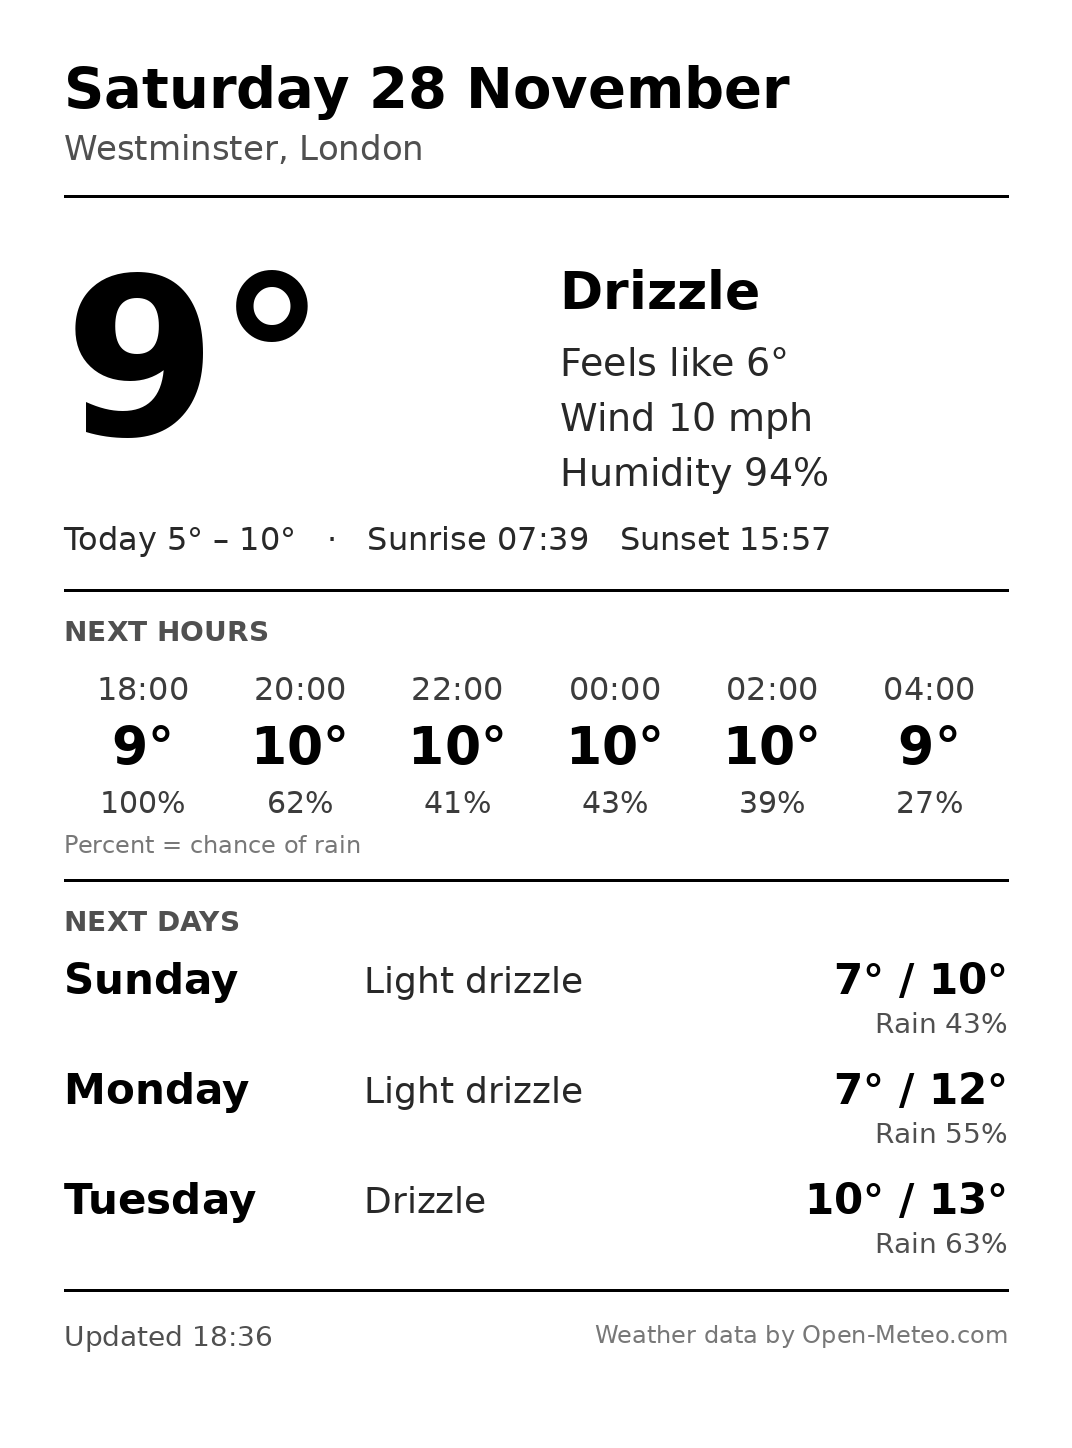 Saturday 28 November
Westminster, London
9°
Drizzle
Feels like 6°
Wind 10 mph
Humidity 94%
Today 5° – 10° · Sunrise 07:39 Sunset 15:57
NEXT HOURS
18:00 20:00 22:00 00:00 02:00 04:00
9° 10° 10° 10° 10° 9°
100% 62% 41% 43% 39% 27%
Percent = chance of rain
NEXT DAYS
Sunday Light drizzle 7° / 10°
Rain 43%
Monday Light drizzle 7° / 12°
Rain 55%
Tuesday Drizzle 10° / 13°
Rain 63%
Updated 18:36 Weather data by Open-Meteo.com